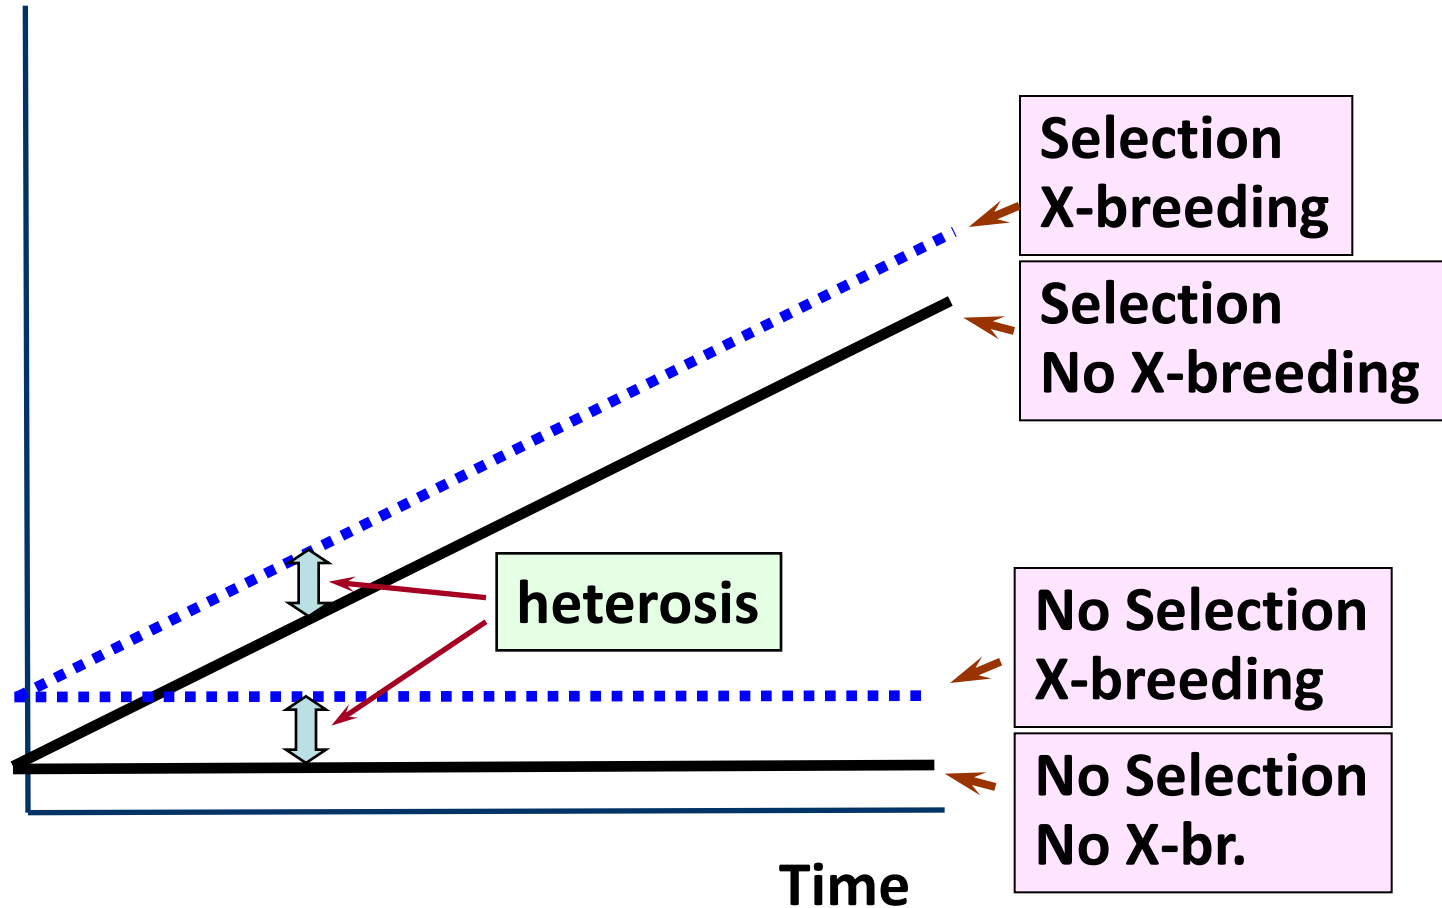 Selection
X-breeding
Selection
No X-breeding
heterosis
No Selection
X-breeding
No Selection
No X-br.
Time